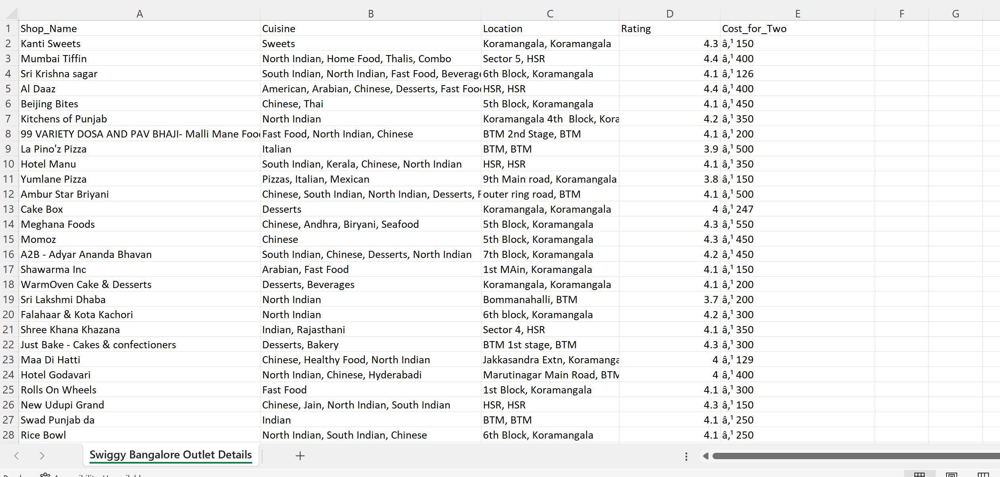 A B C D E F G
1 Shop_Name Cuisine Location Rating Cost_for_Two
2 Kanti Sweets Sweets Koramangala, Koramangala 4.3 â‚¹ 150
3 Mumbai Tiffin North Indian, Home Food, Thalis, Combo Sector 5, HSR 4.4 â‚¹ 400
4 Sri Krishna sagar South Indian, North Indian, Fast Food, Beverage 6th Block, Koramangala 4.1 â‚¹ 126
5 Al Daaz American, Arabian, Chinese, Desserts, Fast Foo HSR, HSR 4.4 â‚¹ 400
6 Beijing Bites Chinese, Thai 5th Block, Koramangala 4.1 â‚¹ 450
7 Kitchens of Punjab North Indian Koramangala 4th  Block, Kora 4.2 â‚¹ 350
8 99 VARIETY DOSA AND PAV BHAJI- Malli Mane Foo Fast Food, North Indian, Chinese BTM 2nd Stage, BTM 4.1 â‚¹ 200
9 La Pino'z Pizza Italian BTM, BTM 3.9 â‚¹ 500
10 Hotel Manu South Indian, Kerala, Chinese, North Indian HSR, HSR 4.1 â‚¹ 350
11 Yumlane Pizza Pizzas, Italian, Mexican 9th Main road, Koramangala 3.8 â‚¹ 150
12 Ambur Star Briyani Chinese, South Indian, North Indian, Desserts, outer ring road, BTM 4.1 â‚¹ 500
13 Cake Box Desserts Koramangala, Koramangala 4 â‚¹ 247
14 Meghana Foods Chinese, Andhra, Biryani, Seafood 5th Block, Koramangala 4.3 â‚¹ 550
15 Momoz Chinese 5th Block, Koramangala 4.3 â‚¹ 450
16 A2B - Adyar Ananda Bhavan South Indian, Chinese, Desserts, North Indian 7th Block, Koramangala 4.2 â‚¹ 450
17 Shawarma Inc Arabian, Fast Food 1st MAin, Koramangala 4.1 â‚¹ 150
18 WarmOven Cake & Desserts Desserts, Beverages Koramangala, Koramangala 4.1 â‚¹ 200
19 Sri Lakshmi Dhaba North Indian Bommanahalli, BTM 3.7 â‚¹ 200
20 Falahaar & Kota Kachori North Indian 6th block, Koramangala 4.2 â‚¹ 300
21 Shree Khana Khazana Indian, Rajasthani Sector 4, HSR 4.1 â‚¹ 350
22 Just Bake - Cakes & confectioners Desserts, Bakery BTM 1st stage, BTM 4.3 â‚¹ 300
23 Maa Di Hatti Chinese, Healthy Food, North Indian Jakkasandra Extn, Koramanga 4 â‚¹ 129
24 Hotel Godavari North Indian, Chinese, Hyderabadi Marutinagar Main Road, BTM 4 â‚¹ 400
25 Rolls On Wheels Fast Food 1st Block, Koramangala 4.1 â‚¹ 300
26 New Udupi Grand Chinese, Jain, North Indian, South Indian HSR, HSR 4.3 â‚¹ 150
27 Swad Punjab da Indian BTM, BTM 4.1 â‚¹ 250
28 Rice Bowl North Indian, South Indian, Chinese 6th Block, Koramangala 4.1 â‚¹ 250
Swiggy Bangalore Outlet Details